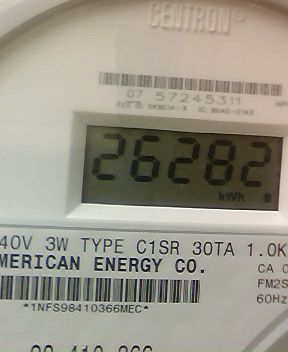 CENTRON
07 57245311
26282
kWh
40V 3W TYPE C1SR 30TA 1.0K
MERICAN ENERGY CO.
CA 0
FM2S
60Hz
*1NFS98410366MEC*